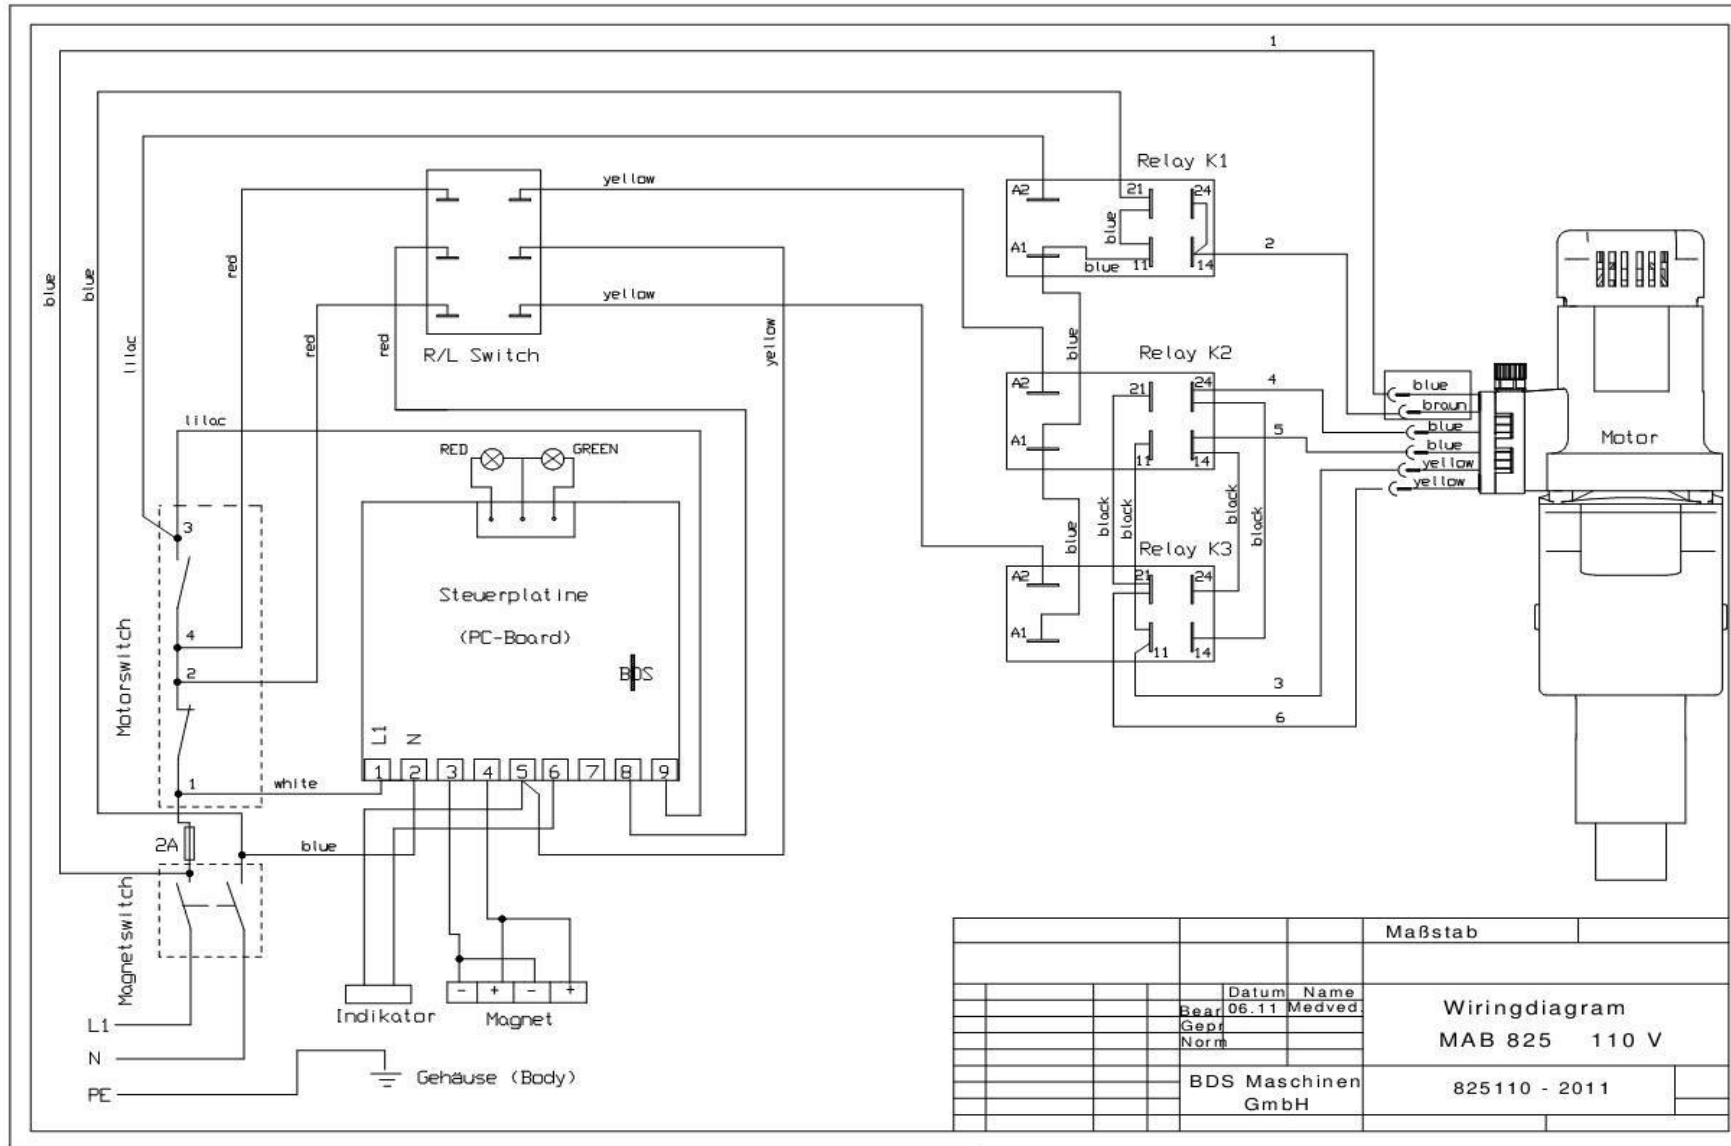 1
Relay K1
A2
21
24
yellow
blue
A1
blue
11
14
2
red
blue
blue
yellow
R/L Switch
red
red
yellow
lilac
blue
Relay K2
A2
21
24
4
blue
braun
blue
5
blue
yellow
yellow
Motor
A1
11
14
lilac
RED
GREEN
black
black
black
black
blue
Relay K3
A2
21
24
A1
11
14
3
6
3
4
2
1
Motorswitch
Steuerplatine
(PC-Board)
BDS
L1
N
1 2 3 4 5 6 7 8 9
white
2A
blue
Magnetswitch
- + - +
Indikator
Magnet
L1
N
PE
Gehäuse (Body)
Maßstab
Datum Name
Bear 06.11 Medved.
Gepr
Norm
Wiringdiagram
MAB 825 110 V
BDS Maschinen
GmbH
825110 - 2011